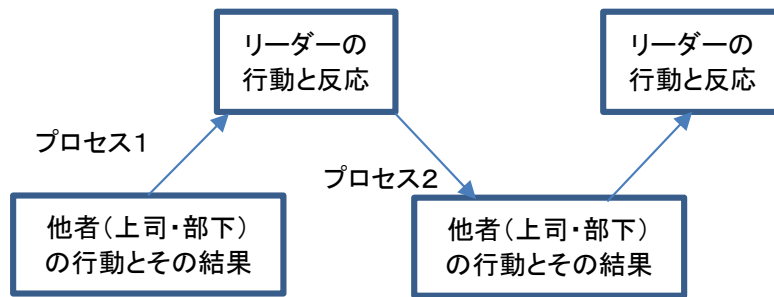 リーダーの
行動と反応
リーダーの
行動と反応
プロセス1
プロセス2
他者(上司・部下)
の行動とその結果
他者(上司・部下)
の行動とその結果